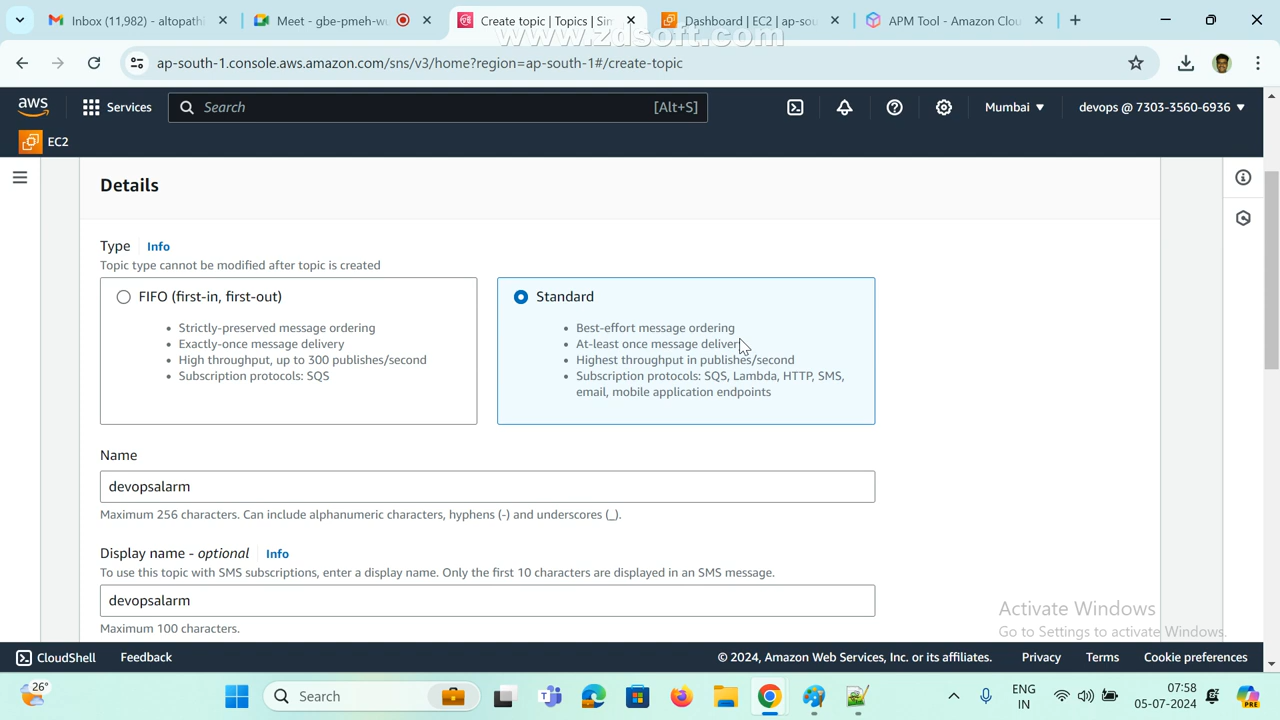 Inbox (11,982) - altopath
Meet - gbe-pmeh-wu
Create topic | Topics | Sim
Dashboard | EC2 | ap-sou
APM Tool - Amazon Clou
www.zdsoft.com
ap-south-1.console.aws.amazon.com/sns/v3/home?region=ap-south-1#/create-topic
aws
Services
Search
[Alt+S]
Mumbai
devops @ 7303-3560-6936
EC2
Details
Type
Info
Topic type cannot be modified after topic is created
FIFO (first-in, first-out)
Strictly-preserved message ordering
Exactly-once message delivery
High throughput, up to 300 publishes/second
Subscription protocols: SQS
Standard
Best-effort message ordering
At-least once message delivery
Highest throughput in publishes/second
Subscription protocols: SQS, Lambda, HTTP, SMS,
email, mobile application endpoints
Name
devopsalarm
Maximum 256 characters. Can include alphanumeric characters, hyphens (-) and underscores (_).
Display name - optional
Info
To use this topic with SMS subscriptions, enter a display name. Only the first 10 characters are displayed in an SMS message.
devopsalarm
Maximum 100 characters.
Activate Windows
Go to Settings to activate Windows.
CloudShell
Feedback
© 2024, Amazon Web Services, Inc. or its affiliates.
Privacy
Terms
Cookie preferences
26°
Search
ENG
IN
07:58
05-07-2024
PRE